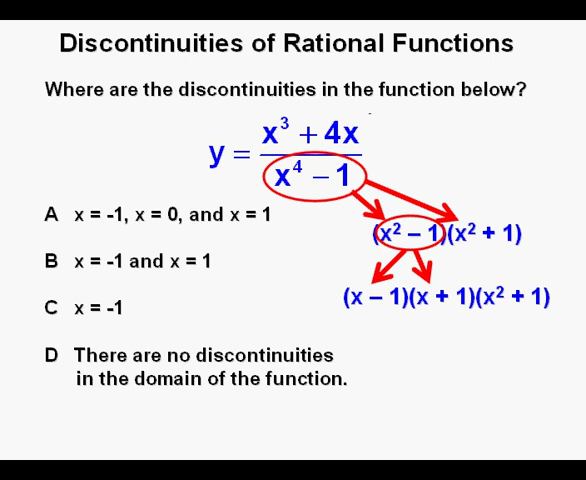 Discontinuities of Rational Functions
Where are the discontinuities in the function below?
y = (x³ + 4x) / (x⁴ − 1)
A x = -1, x = 0, and x = 1
(x² – 1)(x² + 1)
B x = -1 and x = 1
(x – 1)(x + 1)(x² + 1)
C x = -1
D There are no discontinuities
in the domain of the function.